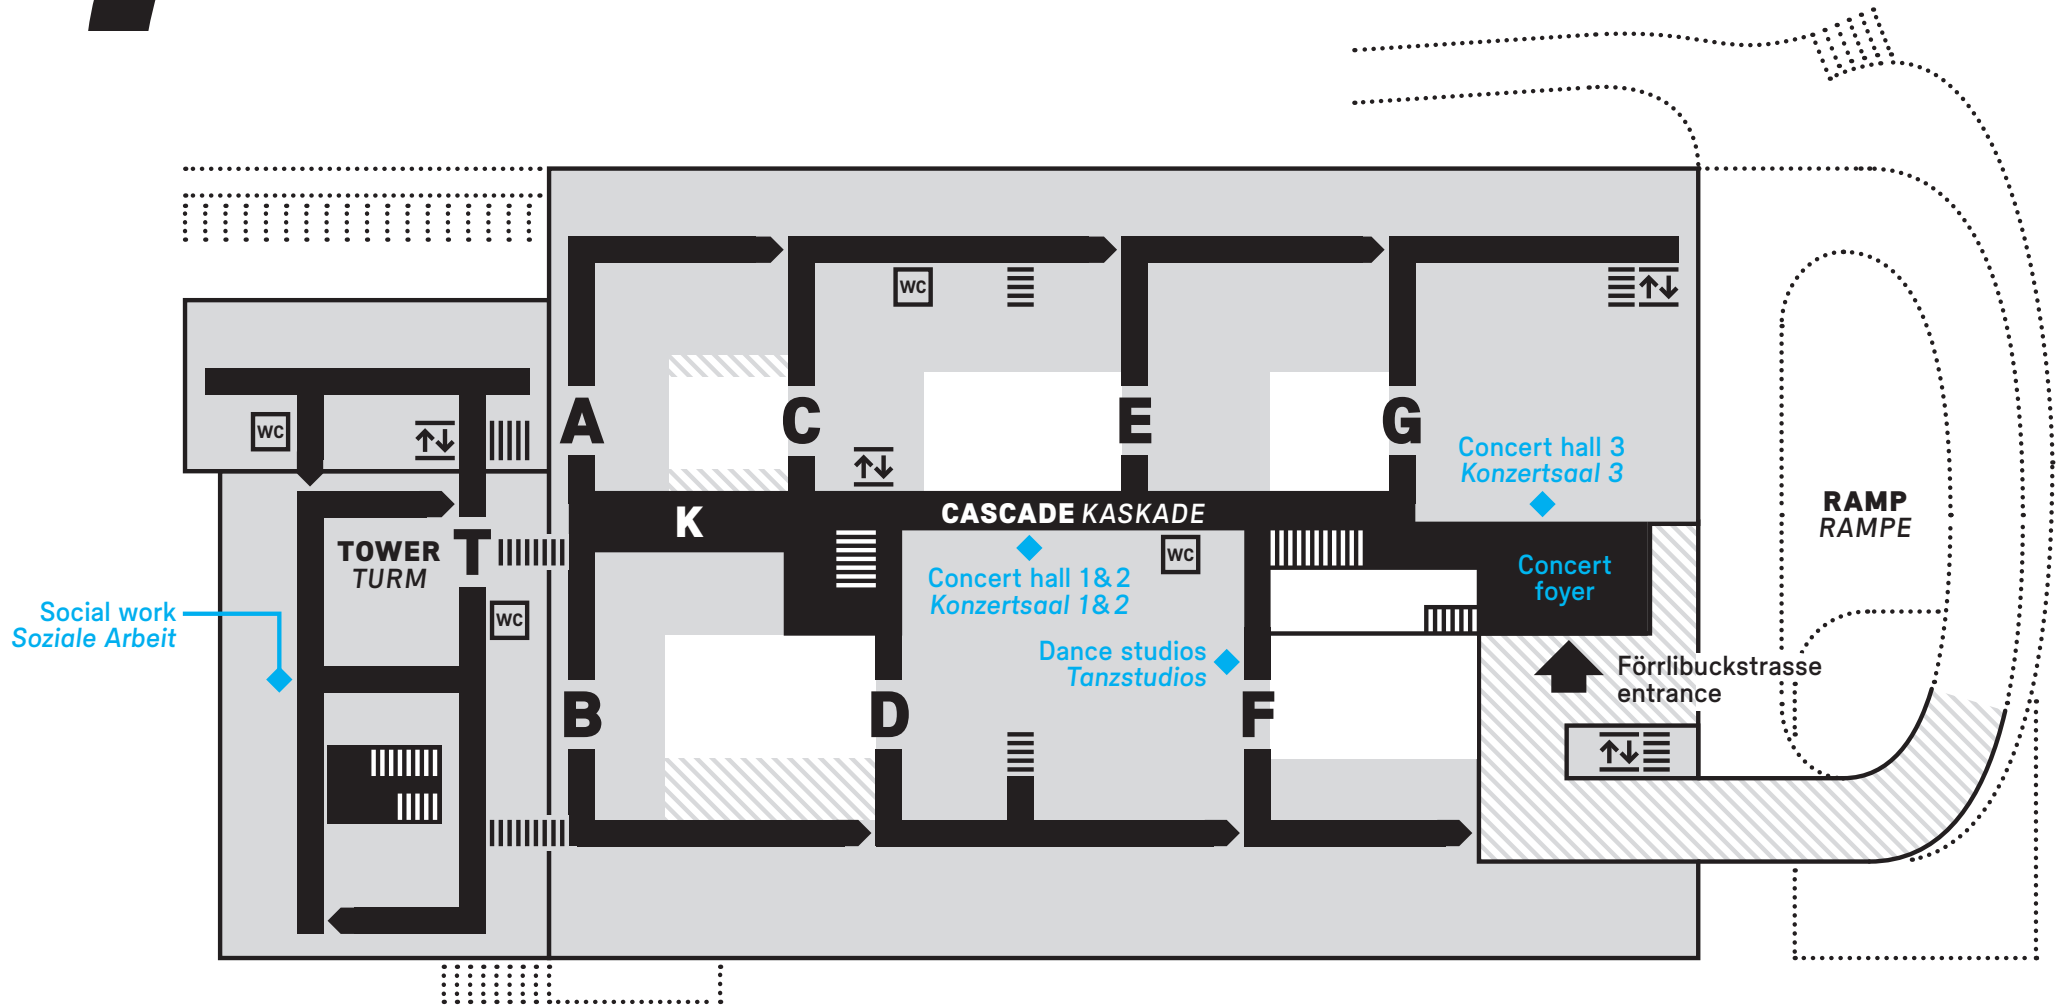 WC
WC
A
C
E
G
Concert hall 3
Konzertsaal 3
RAMP
RAMPE
K
CASCADE KASKADE
TOWER
TURM
T
WC
Concert hall 1&2
Konzertsaal 1&2
Concert
foyer
Social work
Soziale Arbeit
WC
Dance studios
Tanzstudios
Förrlibuckstrasse
entrance
B
D
F